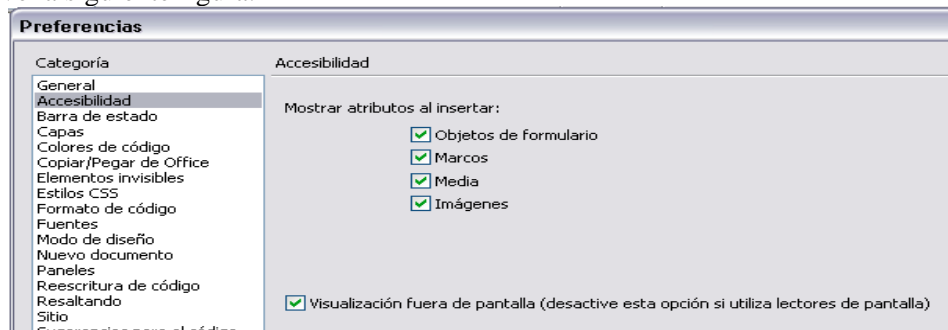 Preferencias
Categoría
General
Accesibilidad
Barra de estado
Capas
Colores de código
Copiar/Pegar de Office
Elementos invisibles
Estilos CSS
Formato de código
Fuentes
Modo de diseño
Nuevo documento
Paneles
Reescritura de código
Resaltando
Sitio
Accesibilidad
Mostrar atributos al insertar:
Objetos de formulario
Marcos
Media
Imágenes
Visualización fuera de pantalla (desactive esta opción si utiliza lectores de pantalla)